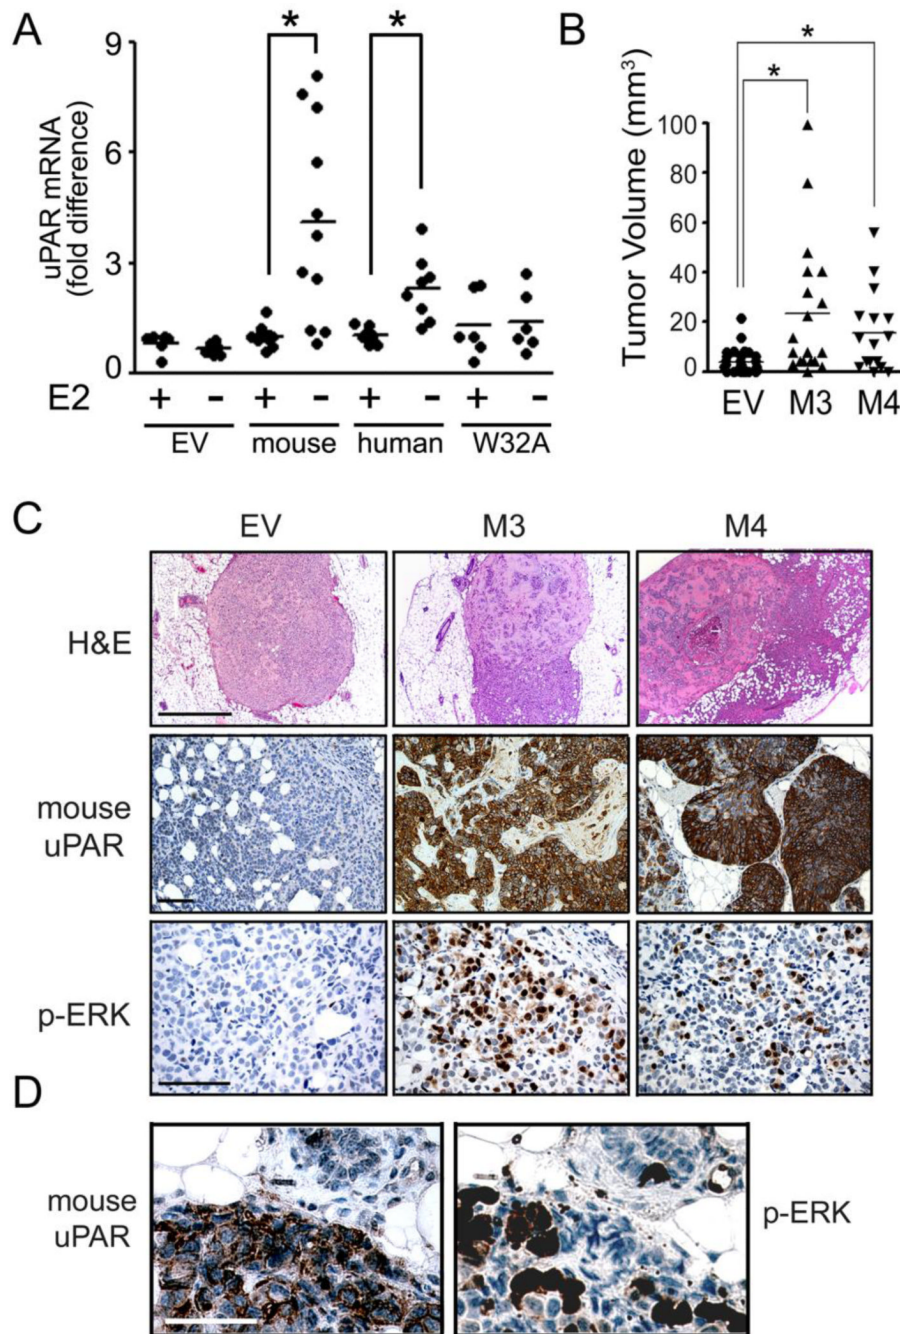 A
uPAR mRNA
(fold difference)
9
6
3
0
*
*
E2
+ - + - + - + -
EV mouse human W32A
B
Tumor Volume (mm³)
100
80
60
40
20
0
*
*
EV M3 M4
C
EV M3 M4
H&E
mouse
uPAR
p-ERK
D
mouse
uPAR
p-ERK